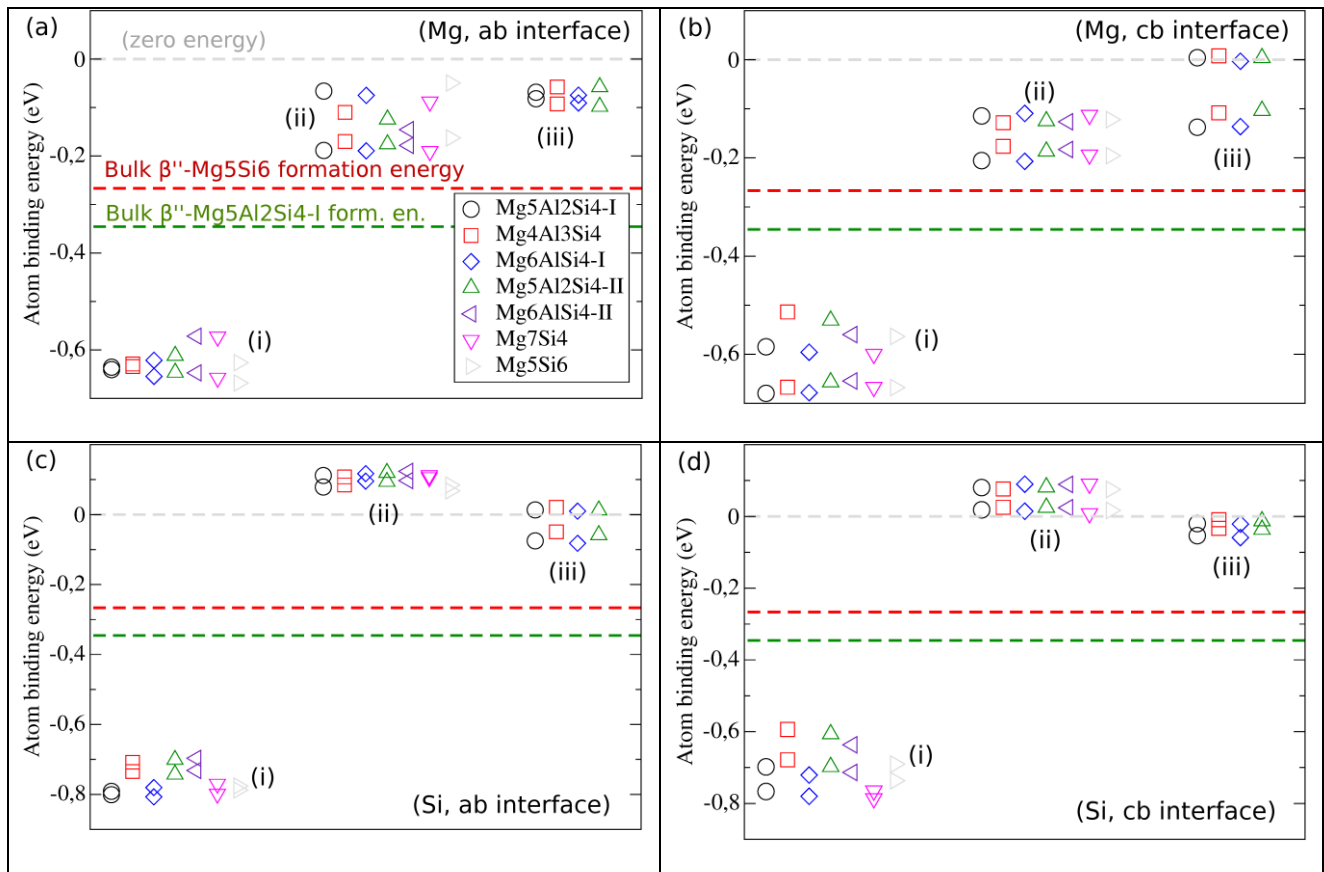 (a)
(Mg, ab interface)
(zero energy)
0
-0,2
-0,4
-0,6
Atom binding energy (eV)
(ii)
(iii)
Bulk β''-Mg5Si6 formation energy
Bulk β''-Mg5Al2Si4-I form. en.
Mg5Al2Si4-I
Mg4Al3Si4
Mg6AlSi4-I
Mg5Al2Si4-II
Mg6AlSi4-II
Mg7Si4
Mg5Si6
(i)
(b)
(Mg, cb interface)
0
-0,2
-0,4
-0,6
Atom binding energy (eV)
(ii)
(iii)
(i)
(c)
0
-0,2
-0,4
-0,6
-0,8
Atom binding energy (eV)
(ii)
(iii)
(i)
(Si, ab interface)
(d)
0
-0,2
-0,4
-0,6
-0,8
Atom binding energy (eV)
(ii)
(iii)
(i)
(Si, cb interface)